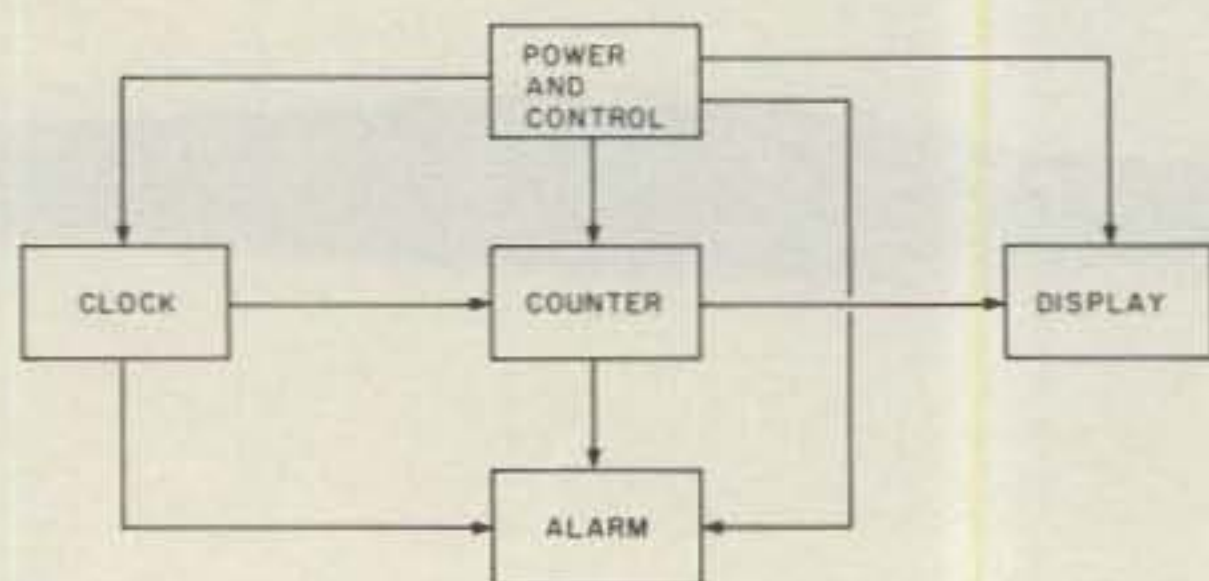 POWER
AND
CONTROL
CLOCK
COUNTER
DISPLAY
ALARM